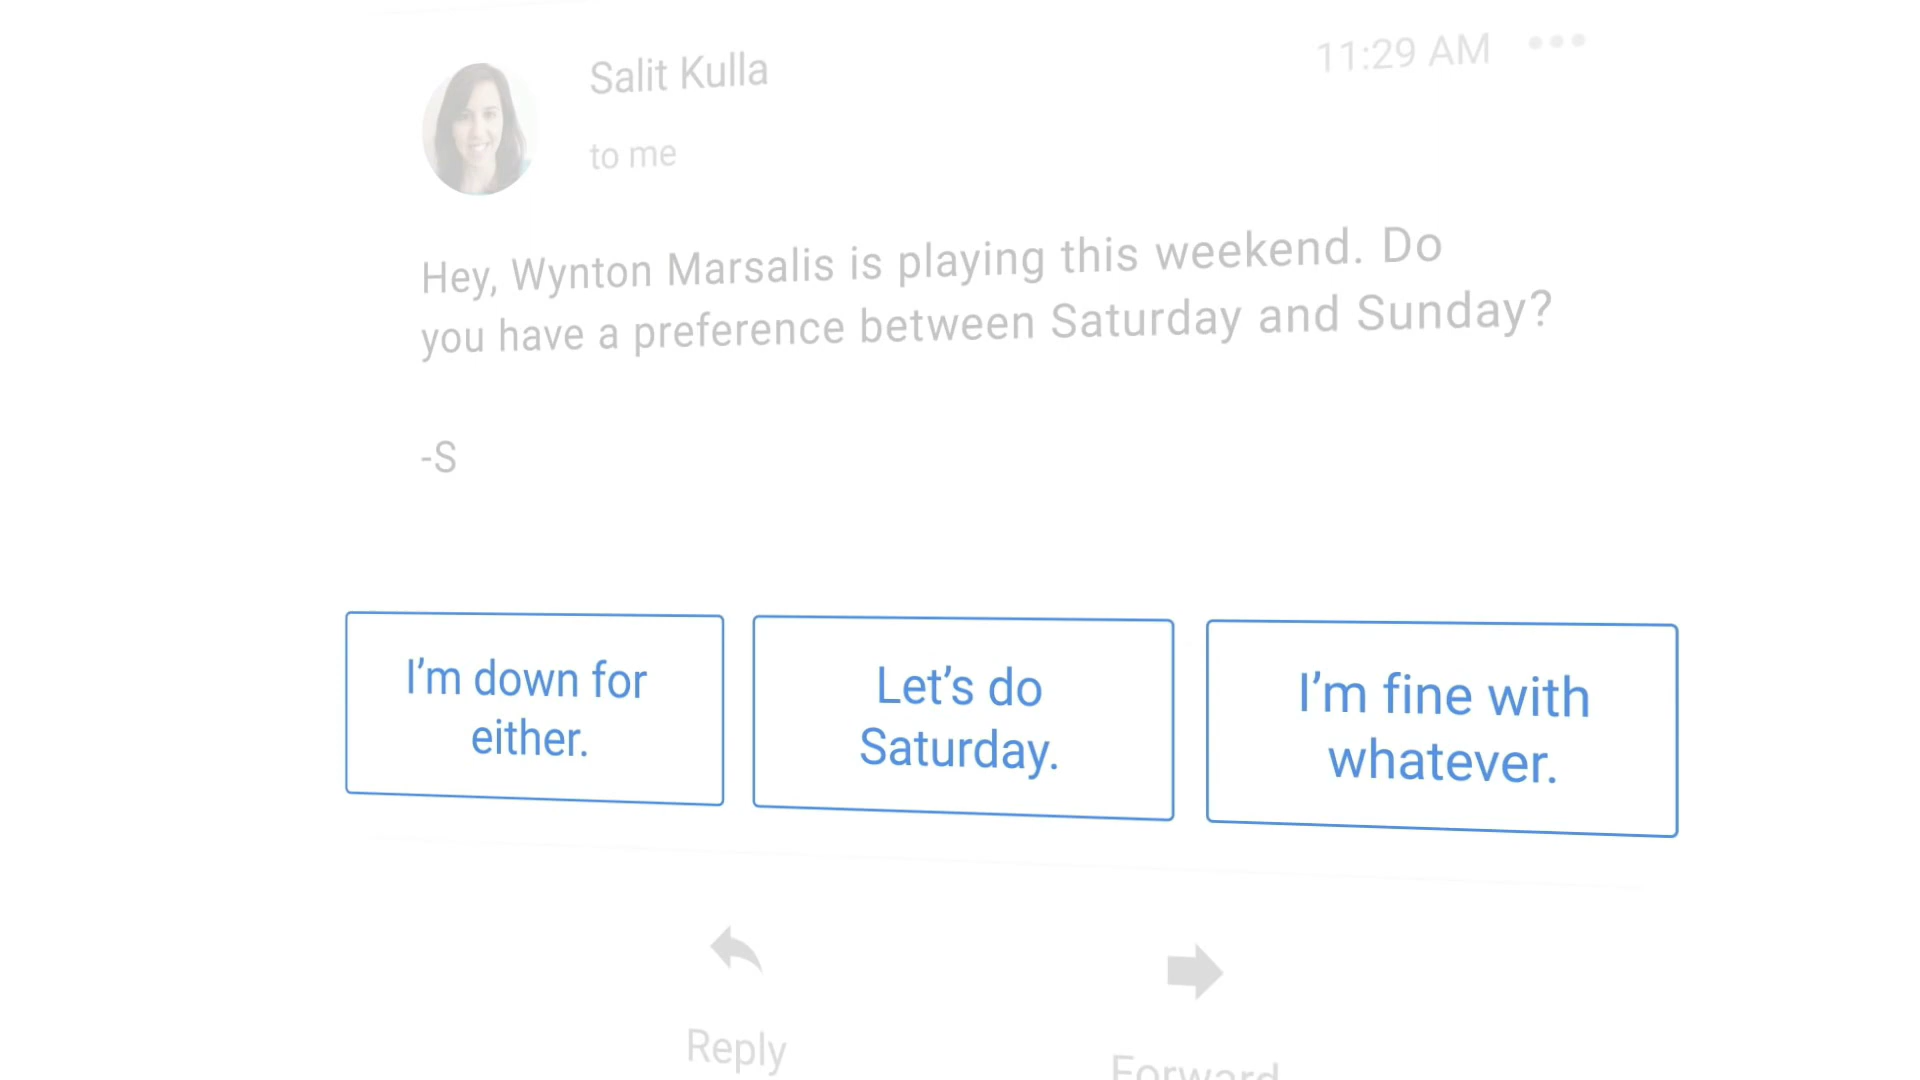 Salit Kulla
11:29 AM
to me
Hey, Wynton Marsalis is playing this weekend. Do
you have a preference between Saturday and Sunday?
-S
I’m down for
either.
Let’s do
Saturday.
I’m fine with
whatever.
Reply
Forward